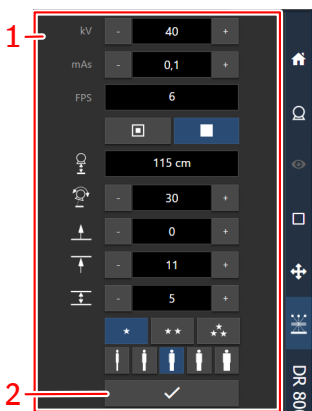 1
kV - 40 +
mAs - 0,1 +
FPS 6
115 cm
- 30 +
- 0 +
- 11 +
- 5 +
2
DR 80